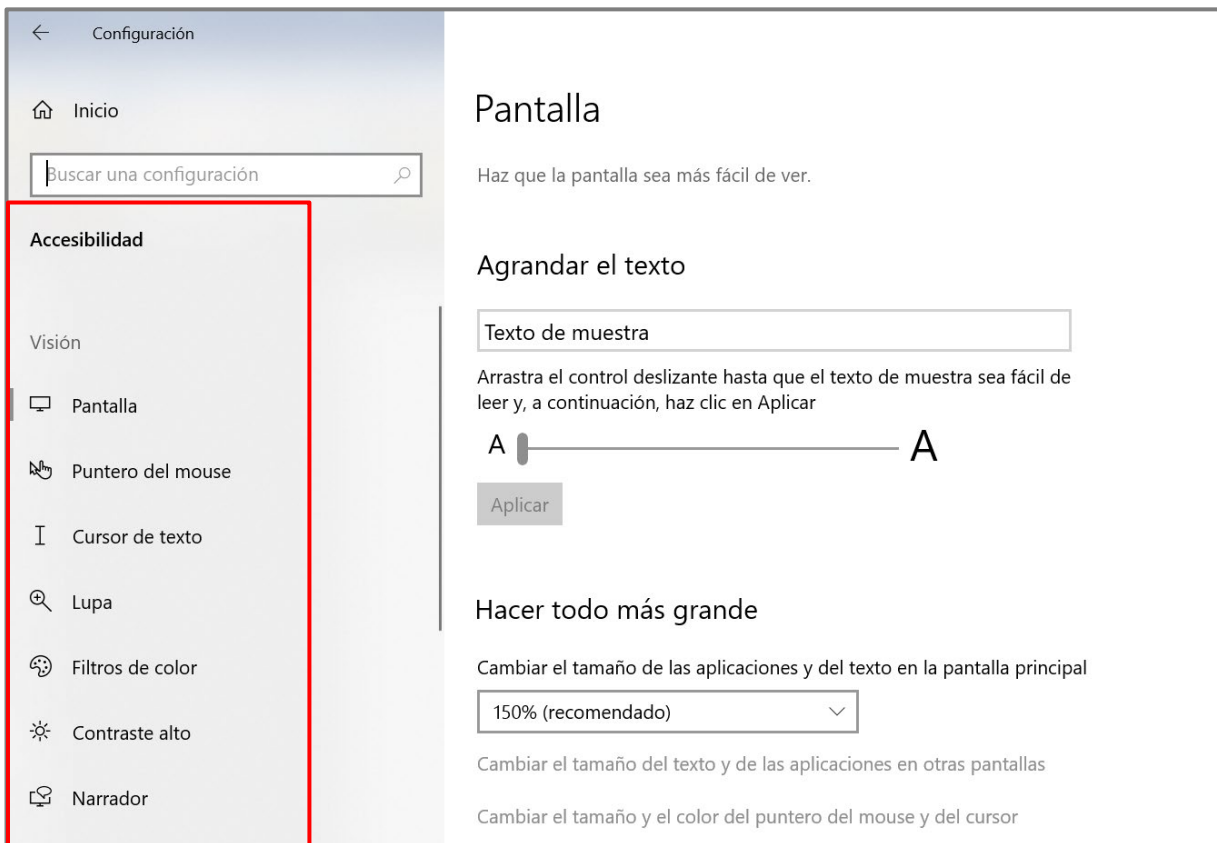 Configuración
Inicio
Buscar una configuración
Accesibilidad
Visión
Pantalla
Puntero del mouse
Cursor de texto
Lupa
Filtros de color
Contraste alto
Narrador
Pantalla
Haz que la pantalla sea más fácil de ver.
Agrandar el texto
Texto de muestra
Arrastra el control deslizante hasta que el texto de muestra sea fácil de
leer y, a continuación, haz clic en Aplicar
A A
Aplicar
Hacer todo más grande
Cambiar el tamaño de las aplicaciones y del texto en la pantalla principal
150% (recomendado)
Cambiar el tamaño del texto y de las aplicaciones en otras pantallas
Cambiar el tamaño y el color del puntero del mouse y del cursor